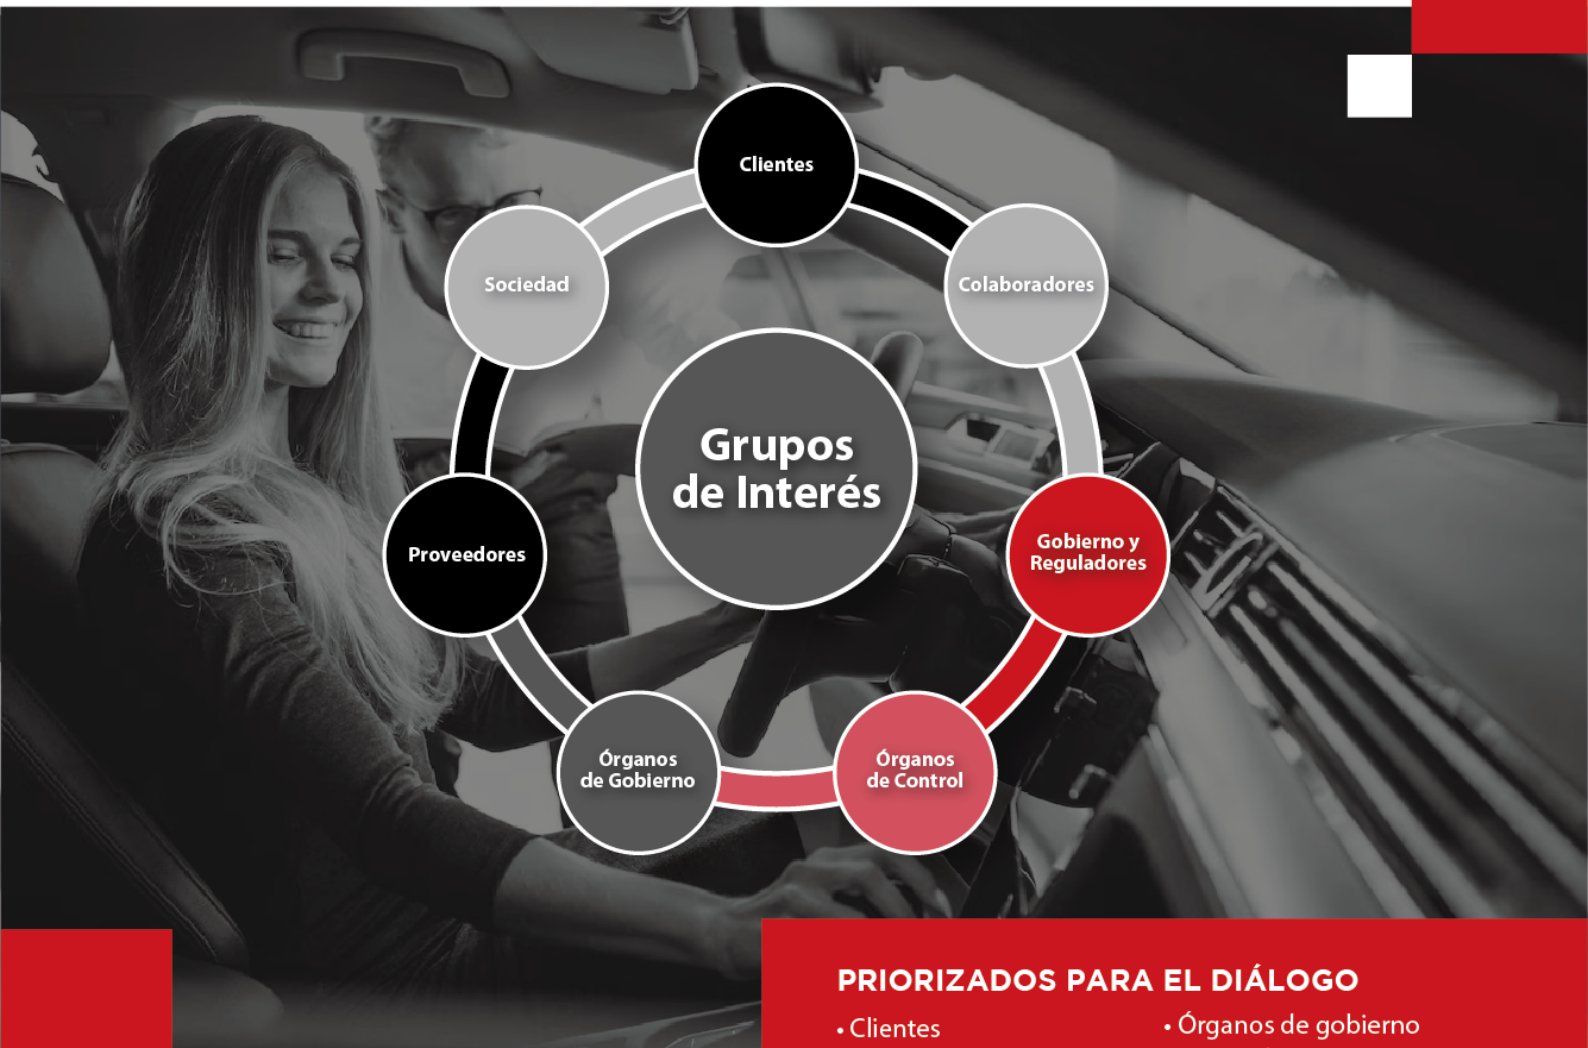 Clientes
Sociedad
Colaboradores
Grupos
de Interés
Proveedores
Gobierno y
Reguladores
Órganos
de Gobierno
Órganos
de Control
PRIORIZADOS PARA EL DIÁLOGO
• Clientes
• Órganos de gobierno